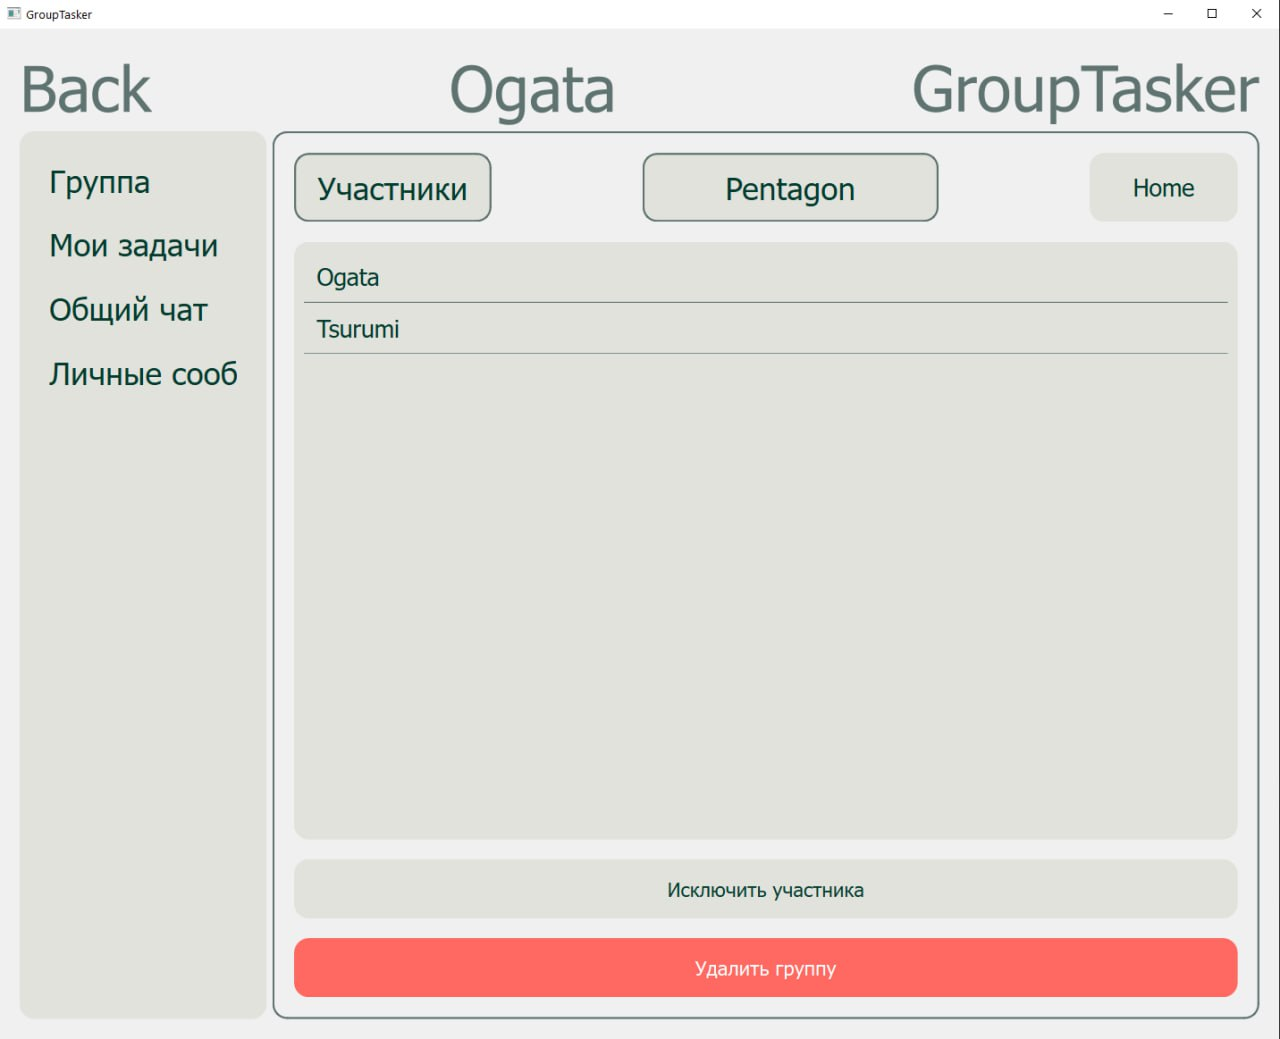 GroupTasker
Back
Ogata
GroupTasker
Группа
Мои задачи
Общий чат
Личные сооб
Участники
Pentagon
Home
Ogata
Tsurumi
Исключить участника
Удалить группу